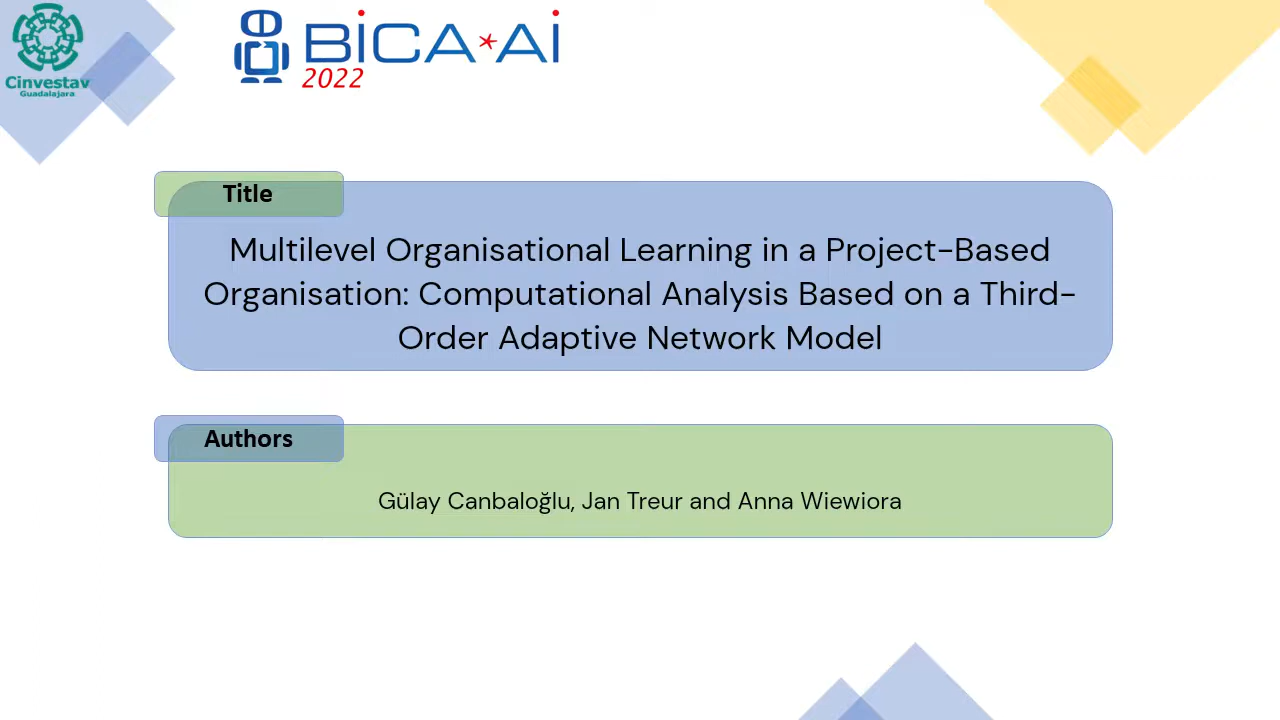 Cinvestav
Guadalajara
BiCA*Ai
2022
Title
Multilevel Organisational Learning in a Project-Based
Organisation: Computational Analysis Based on a Third-
Order Adaptive Network Model
Authors
Gülay Canbaloğlu, Jan Treur and Anna Wiewiora